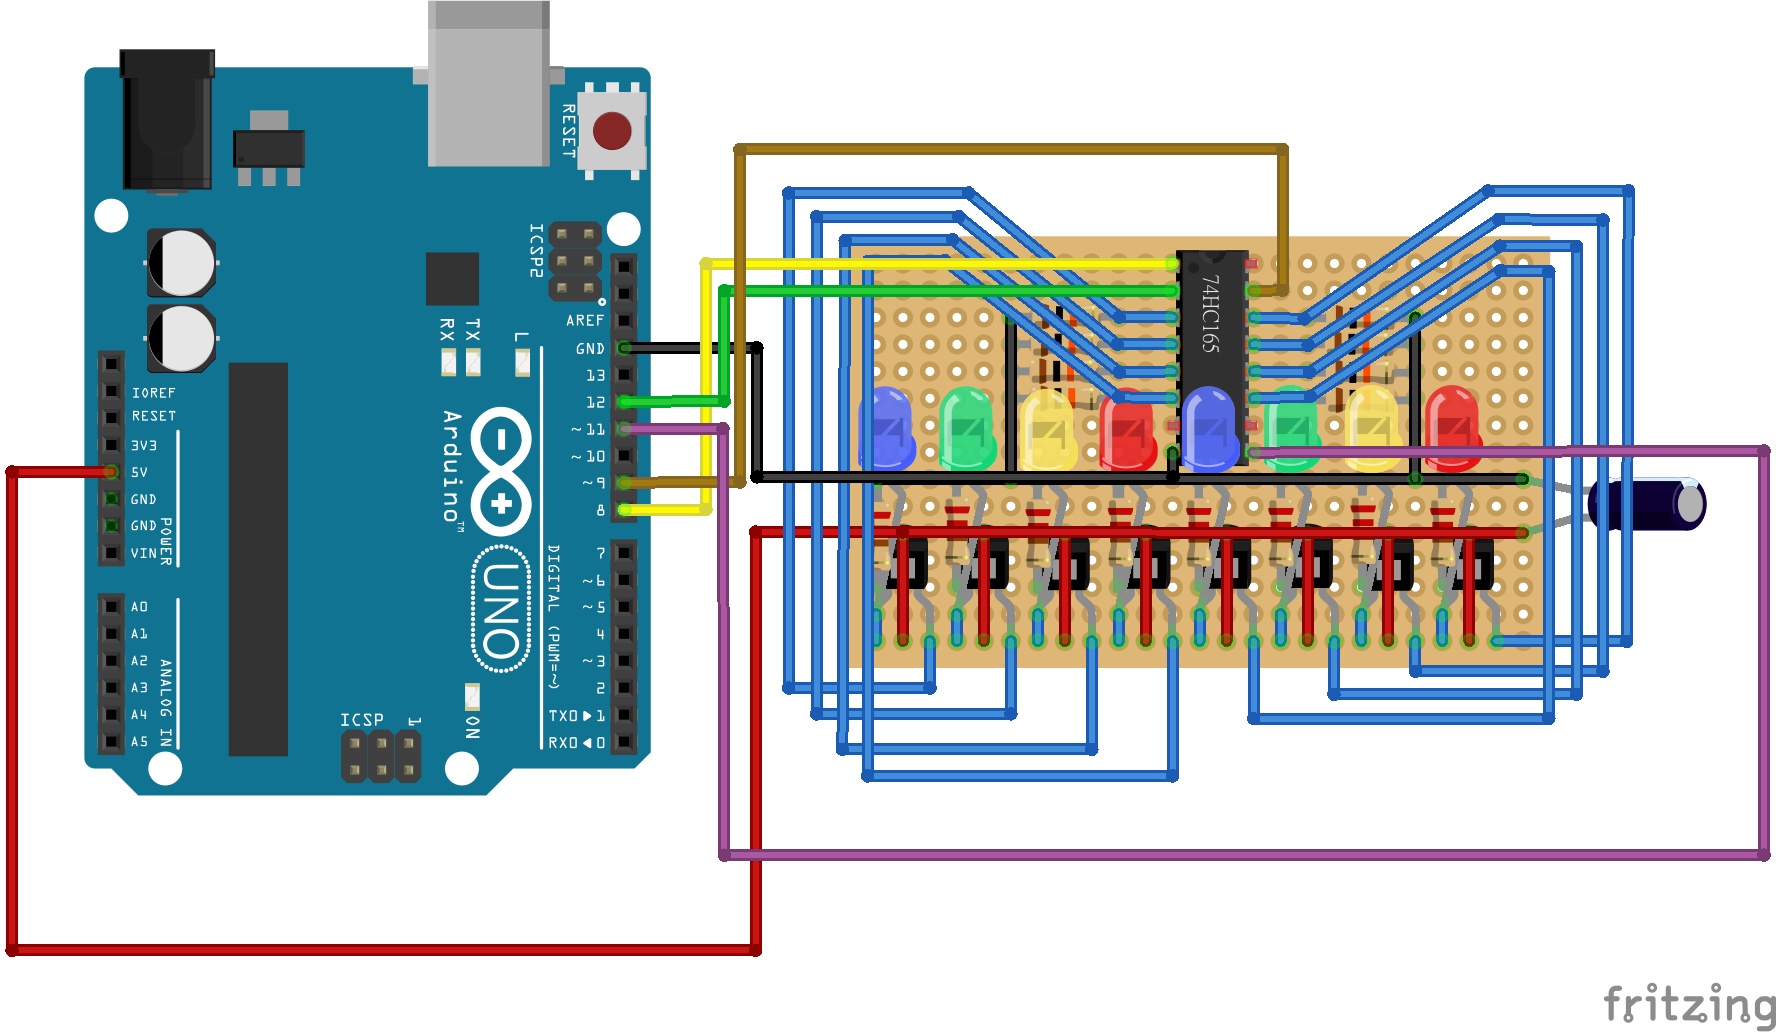 RESET
ICSP2
AREF
GND
13
12
~11
~10
~9
8
7
~6
~5
4
~3
2
TX0▶1
RX0◀0
RX
TX
L
IOREF
RESET
3V3
5V
GND
GND
VIN
POWER
A0
A1
A2
A3
A4
A5
ANALOG IN
Arduino™
UNO
DIGITAL (PWM=~)
ICSP
1
ON
74HC165
fritzing